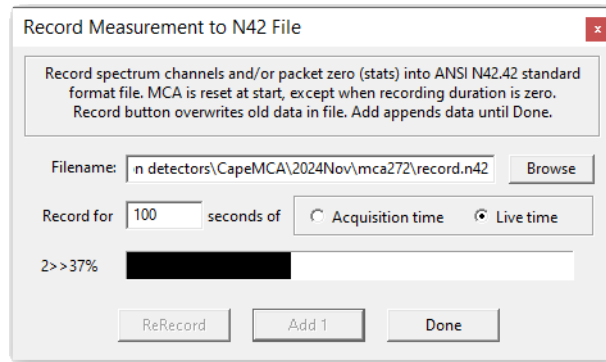 Record Measurement to N42 File
x
Record spectrum channels and/or packet zero (stats) into ANSI N42.42 standard
format file. MCA is reset at start, except when recording duration is zero.
Record button overwrites old data in file. Add appends data until Done.
Filename: n detectors\CapeMCA\2024Nov\mca272\record.n42 Browse
Record for 100 seconds of Acquisition time Live time
2>>37%
ReRecord Add 1 Done